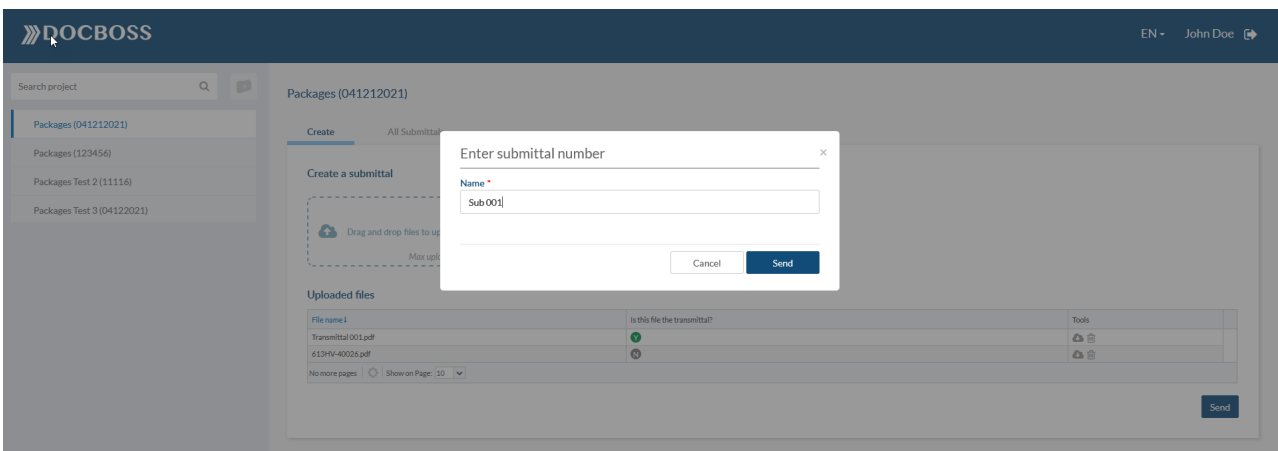 DOCBOSS
EN
John Doe
Search project
Packages (041212021)
Packages (123456)
Packages Test 2 (11116)
Packages Test 3 (04122021)
Packages (041212021)
Create
All Submittals
Create a submittal
Drag and drop files to up
Max uplo
Enter submittal number
×
Name *
Sub 001
Cancel
Send
Uploaded files
File name↓ Is this file the transmittal? Tools
Transmittal 001.pdf Y
613HV-40026.pdf N
No more pages Show on Page: 10
Send